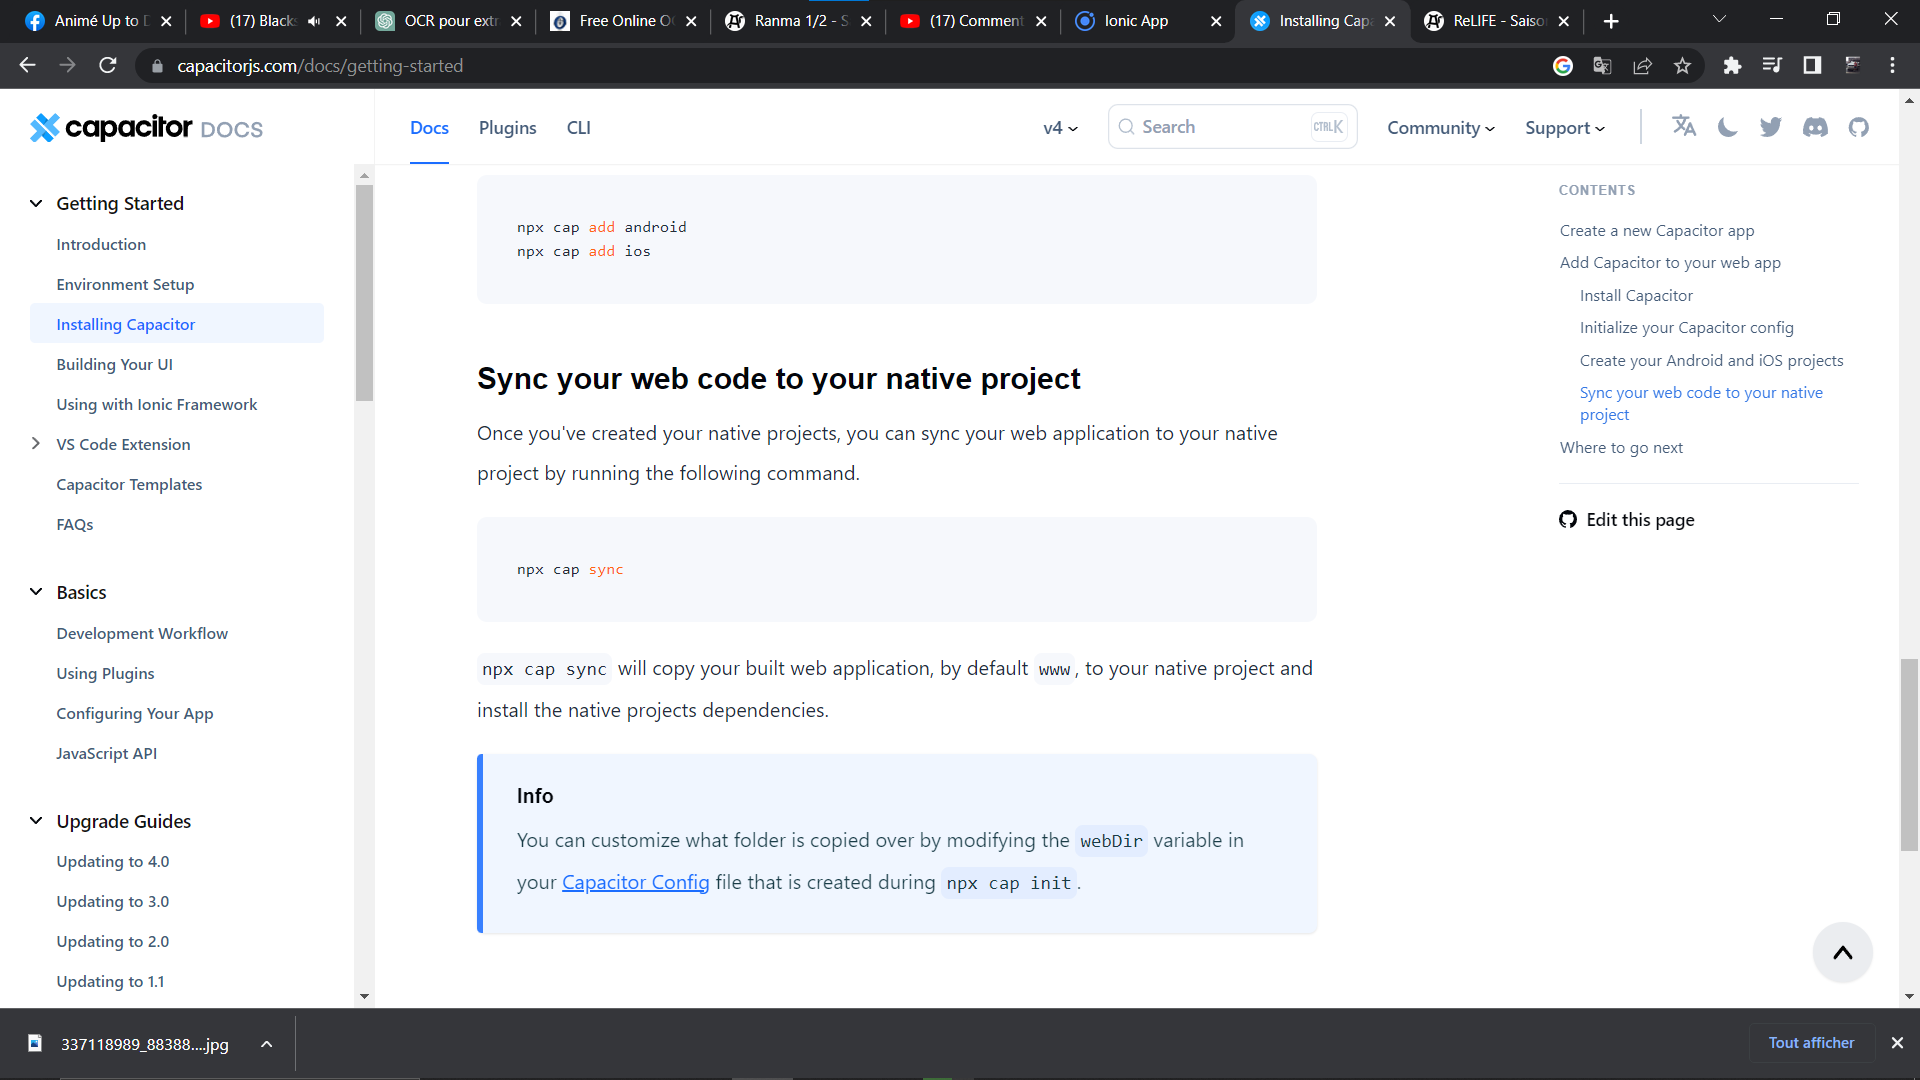 Animé Up to D
(17) Blacks
OCR pour extr
Free Online O
Ranma 1/2 - S
(17) Comment
Ionic App
Installing Cap
ReLIFE - Saiso
capacitorjs.com/docs/getting-started
capacitor DOCS
Docs
Plugins
CLI
v4
Search
CTRL K
Community
Support
Getting Started
Introduction
Environment Setup
Installing Capacitor
Building Your UI
Using with Ionic Framework
VS Code Extension
Capacitor Templates
FAQs
Basics
Development Workflow
Using Plugins
Configuring Your App
JavaScript API
Upgrade Guides
Updating to 4.0
Updating to 3.0
Updating to 2.0
Updating to 1.1
npx cap add android
npx cap add ios
Sync your web code to your native project
Once you've created your native projects, you can sync your web application to your native
project by running the following command.
npx cap sync
npx cap sync will copy your built web application, by default www, to your native project and
install the native projects dependencies.
Info
You can customize what folder is copied over by modifying the webDir variable in
your Capacitor Config file that is created during npx cap init.
CONTENTS
Create a new Capacitor app
Add Capacitor to your web app
Install Capacitor
Initialize your Capacitor config
Create your Android and iOS projects
Sync your web code to your native
project
Where to go next
Edit this page
337118989_88388....jpg
Tout afficher